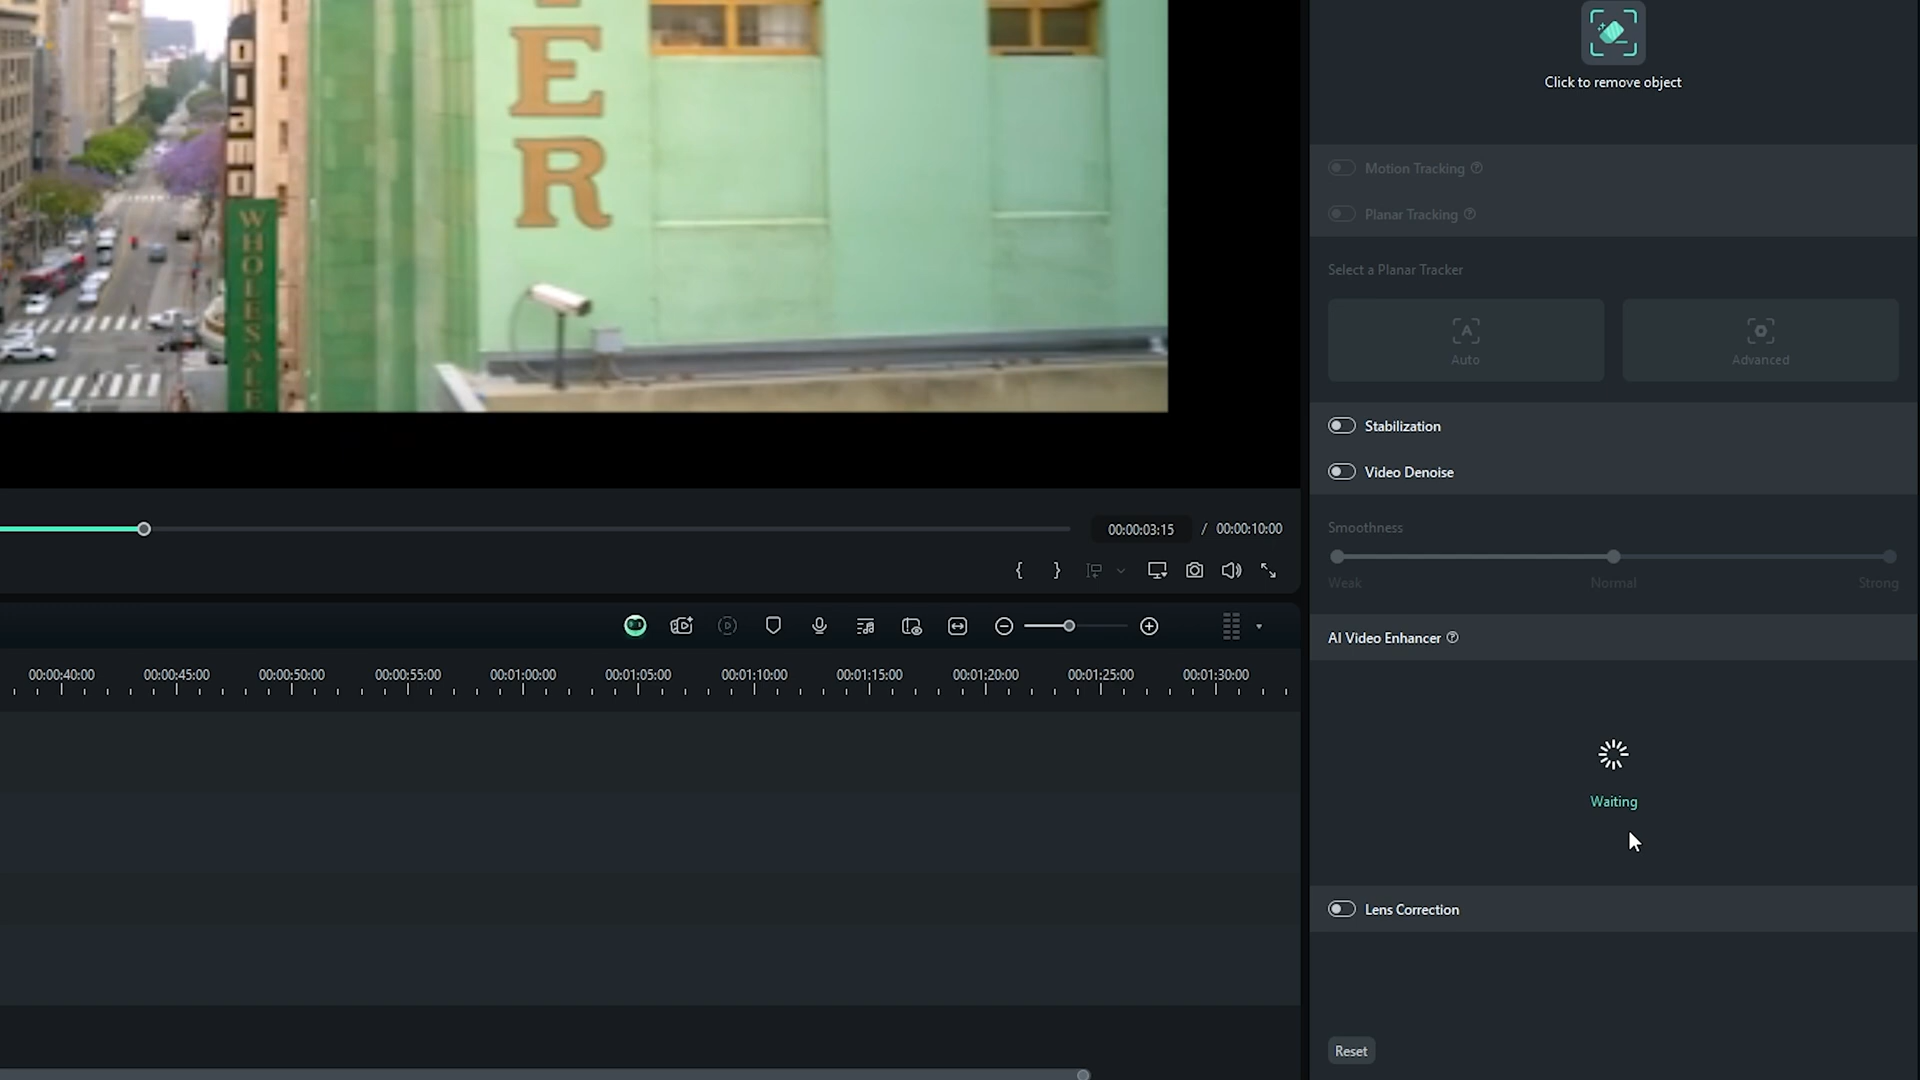 ER
WHOLESALE
Click to remove object
Motion Tracking
Planar Tracking
Select a Planar Tracker
Auto
Advanced
Stabilization
Video Denoise
Smoothness
Weak
Normal
Strong
00:00:03:15 / 00:00:10:00
AI Video Enhancer
00:00:40:00 00:00:45:00 00:00:50:00 00:00:55:00 00:01:00:00 00:01:05:00 00:01:10:00 00:01:15:00 00:01:20:00 00:01:25:00 00:01:30:00
Waiting
Lens Correction
Reset